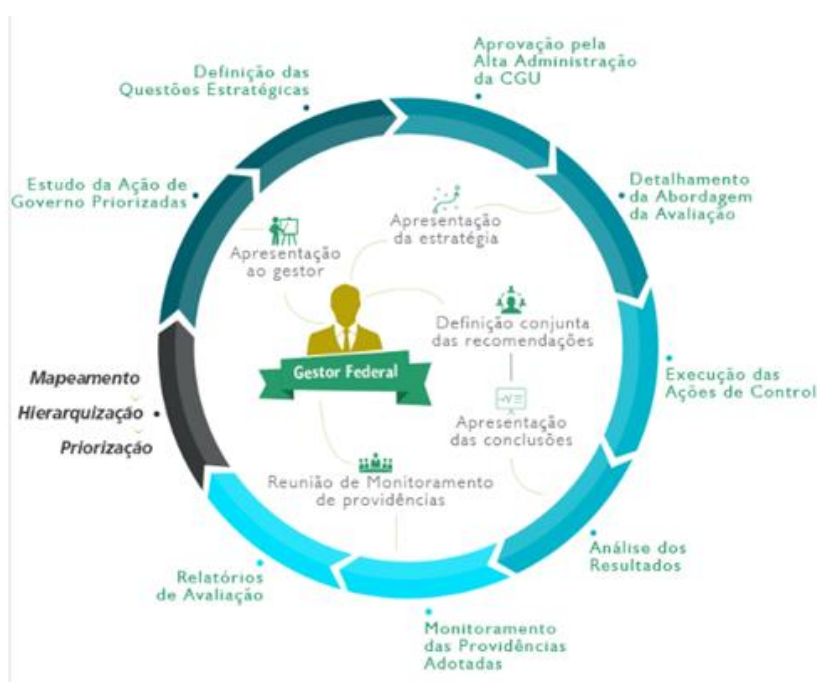 Definição das
Questões Estratégicas
Aprovação pela
Alta Administração
da CGU
Estudo da Ação de
Governo Priorizadas
Detalhamento
da Abordagem
da Avaliação
Apresentação
ao gestor
Apresentação
da estratégia
Definição conjunta
das recomendações
Gestor Federal
Apresentação
das conclusões
Reunião de Monitoramento
de providências
Mapeamento
Hierarquização
Priorização
Execução das
Ações de Control
Análise dos
Resultados
Monitoramento
das Providências
Adotadas
Relatórios
de Avaliação